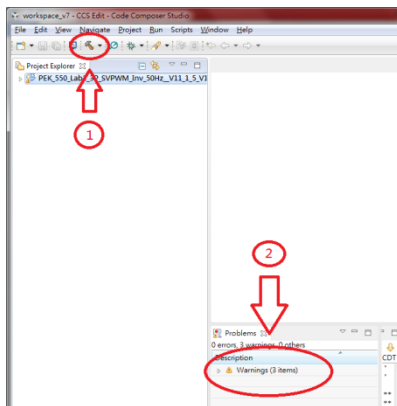 workspace_v7 - CCS Edit - Code Composer Studio
File Edit View Navigate Project Run Scripts Window Help
Project Explorer
PEK_550_Lab2_3P_SVPWM_Inv_50Hz_V11_1_5_V1
1
2
Problems
0 errors, 3 warnings, 0 others
Description
Warnings (3 items)
CDT